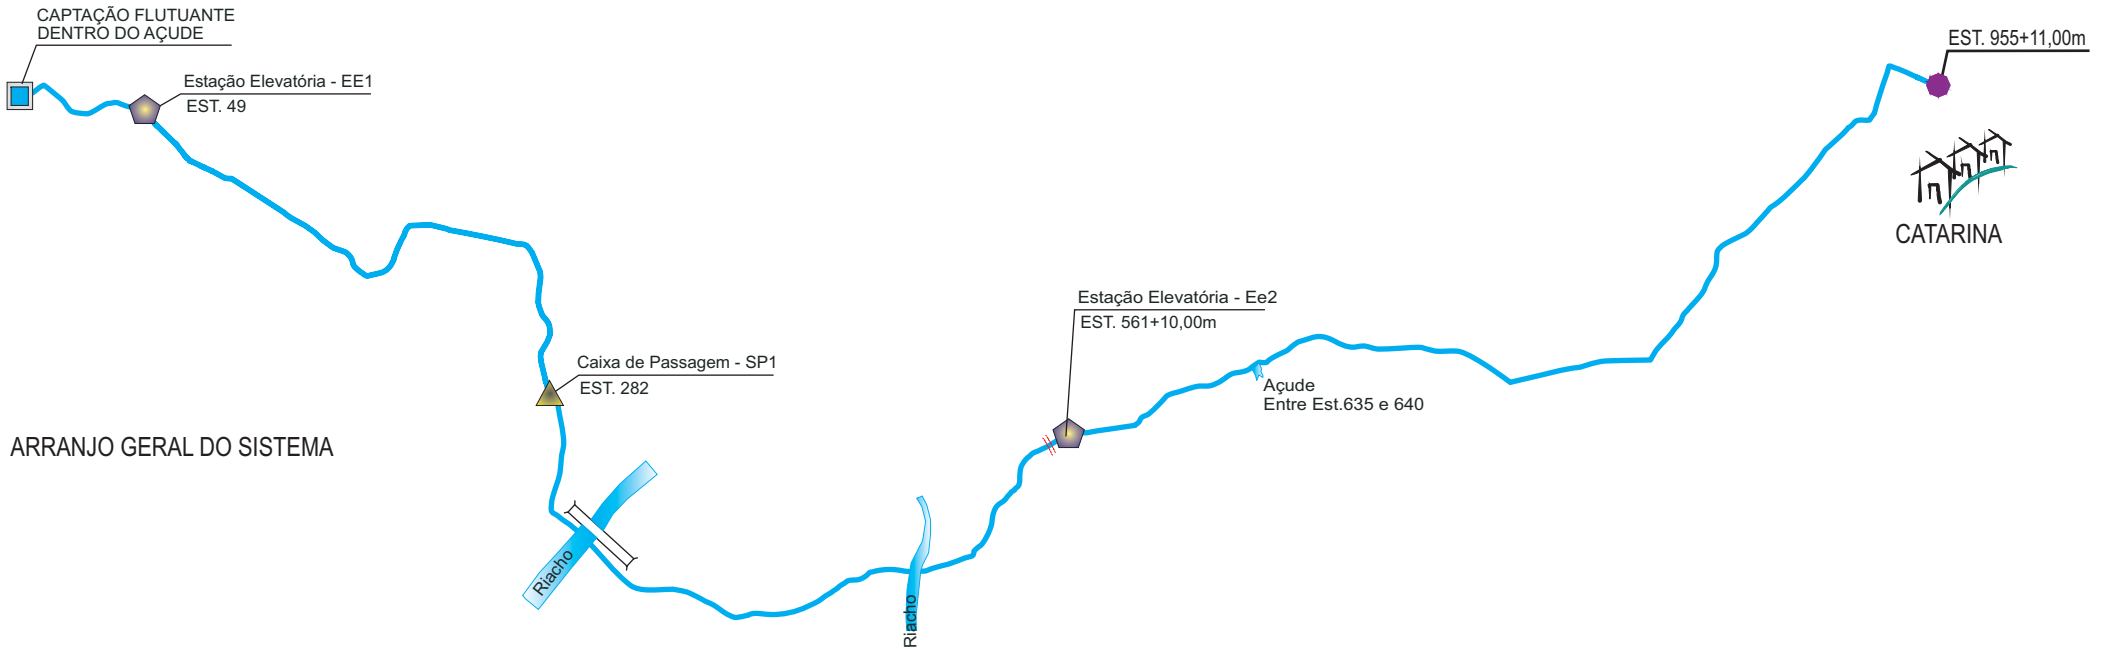 CAPTAÇÃO FLUTUANTE
DENTRO DO AÇUDE
Estação Elevatória - EE1
EST. 49
EST. 955+11,00m
CATARINA
Estação Elevatória - Ee2
EST. 561+10,00m
Caixa de Passagem - SP1
EST. 282
Açude
Entre Est.635 e 640
ARRANJO GERAL DO SISTEMA
Riacho
Riacho